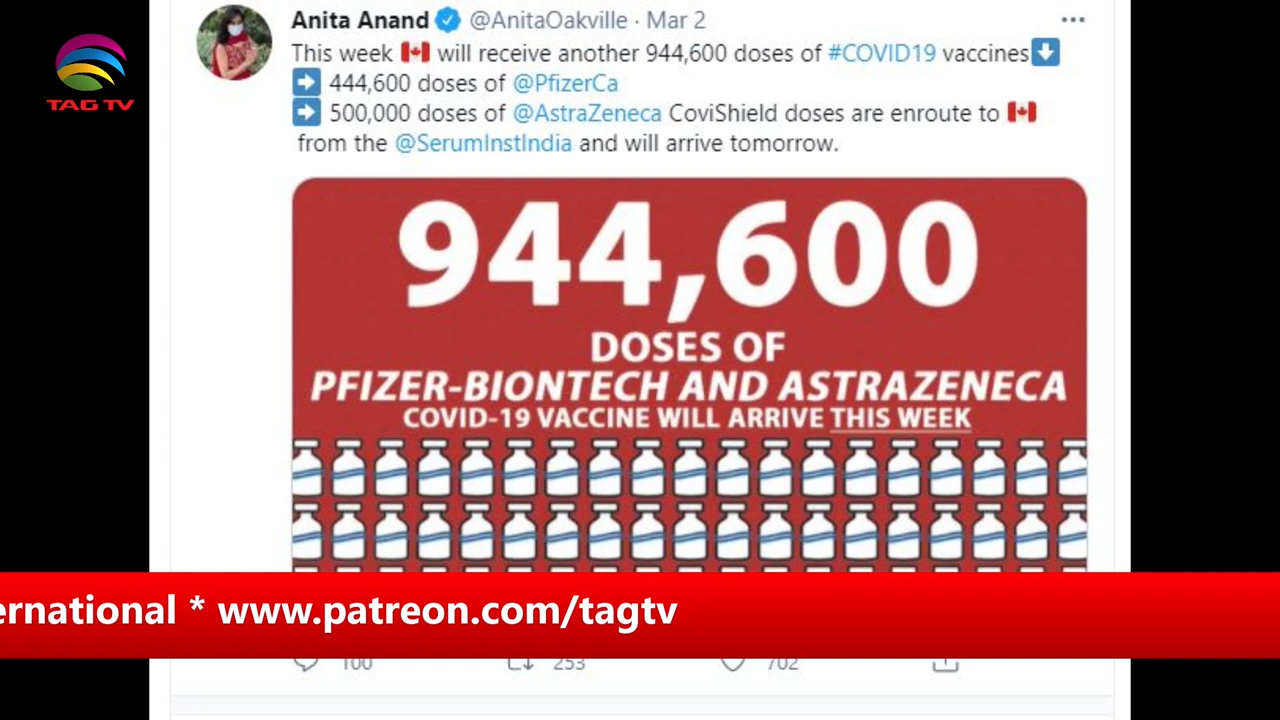 TAG TV
Anita Anand @AnitaOakville · Mar 2
This week 🇨🇦 will receive another 944,600 doses of #COVID19 vaccines⬇️
➡️ 444,600 doses of @PfizerCa
➡️ 500,000 doses of @AstraZeneca CoviShield doses are enroute to 🇨🇦
from the @SerumInstIndia and will arrive tomorrow.
944,600
DOSES OF
PFIZER-BIONTECH AND ASTRAZENECA
COVID-19 VACCINE WILL ARRIVE THIS WEEK
ernational * www.patreon.com/tagtv
100 253 702